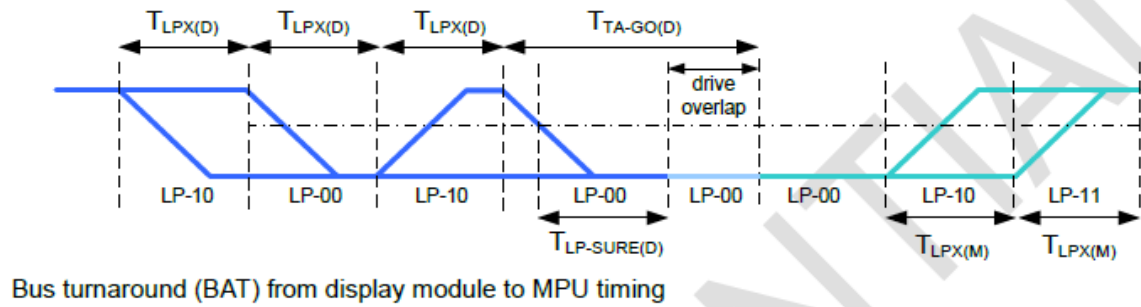 TLPX(D) TLPX(D) TLPX(D) TTA-GO(D)
drive
overlap
LP-10 LP-00 LP-10 LP-00 LP-00 LP-00 LP-10 LP-11
TLP-SURE(D) TLPX(M) TLPX(M)
Bus turnaround (BAT) from display module to MPU timing